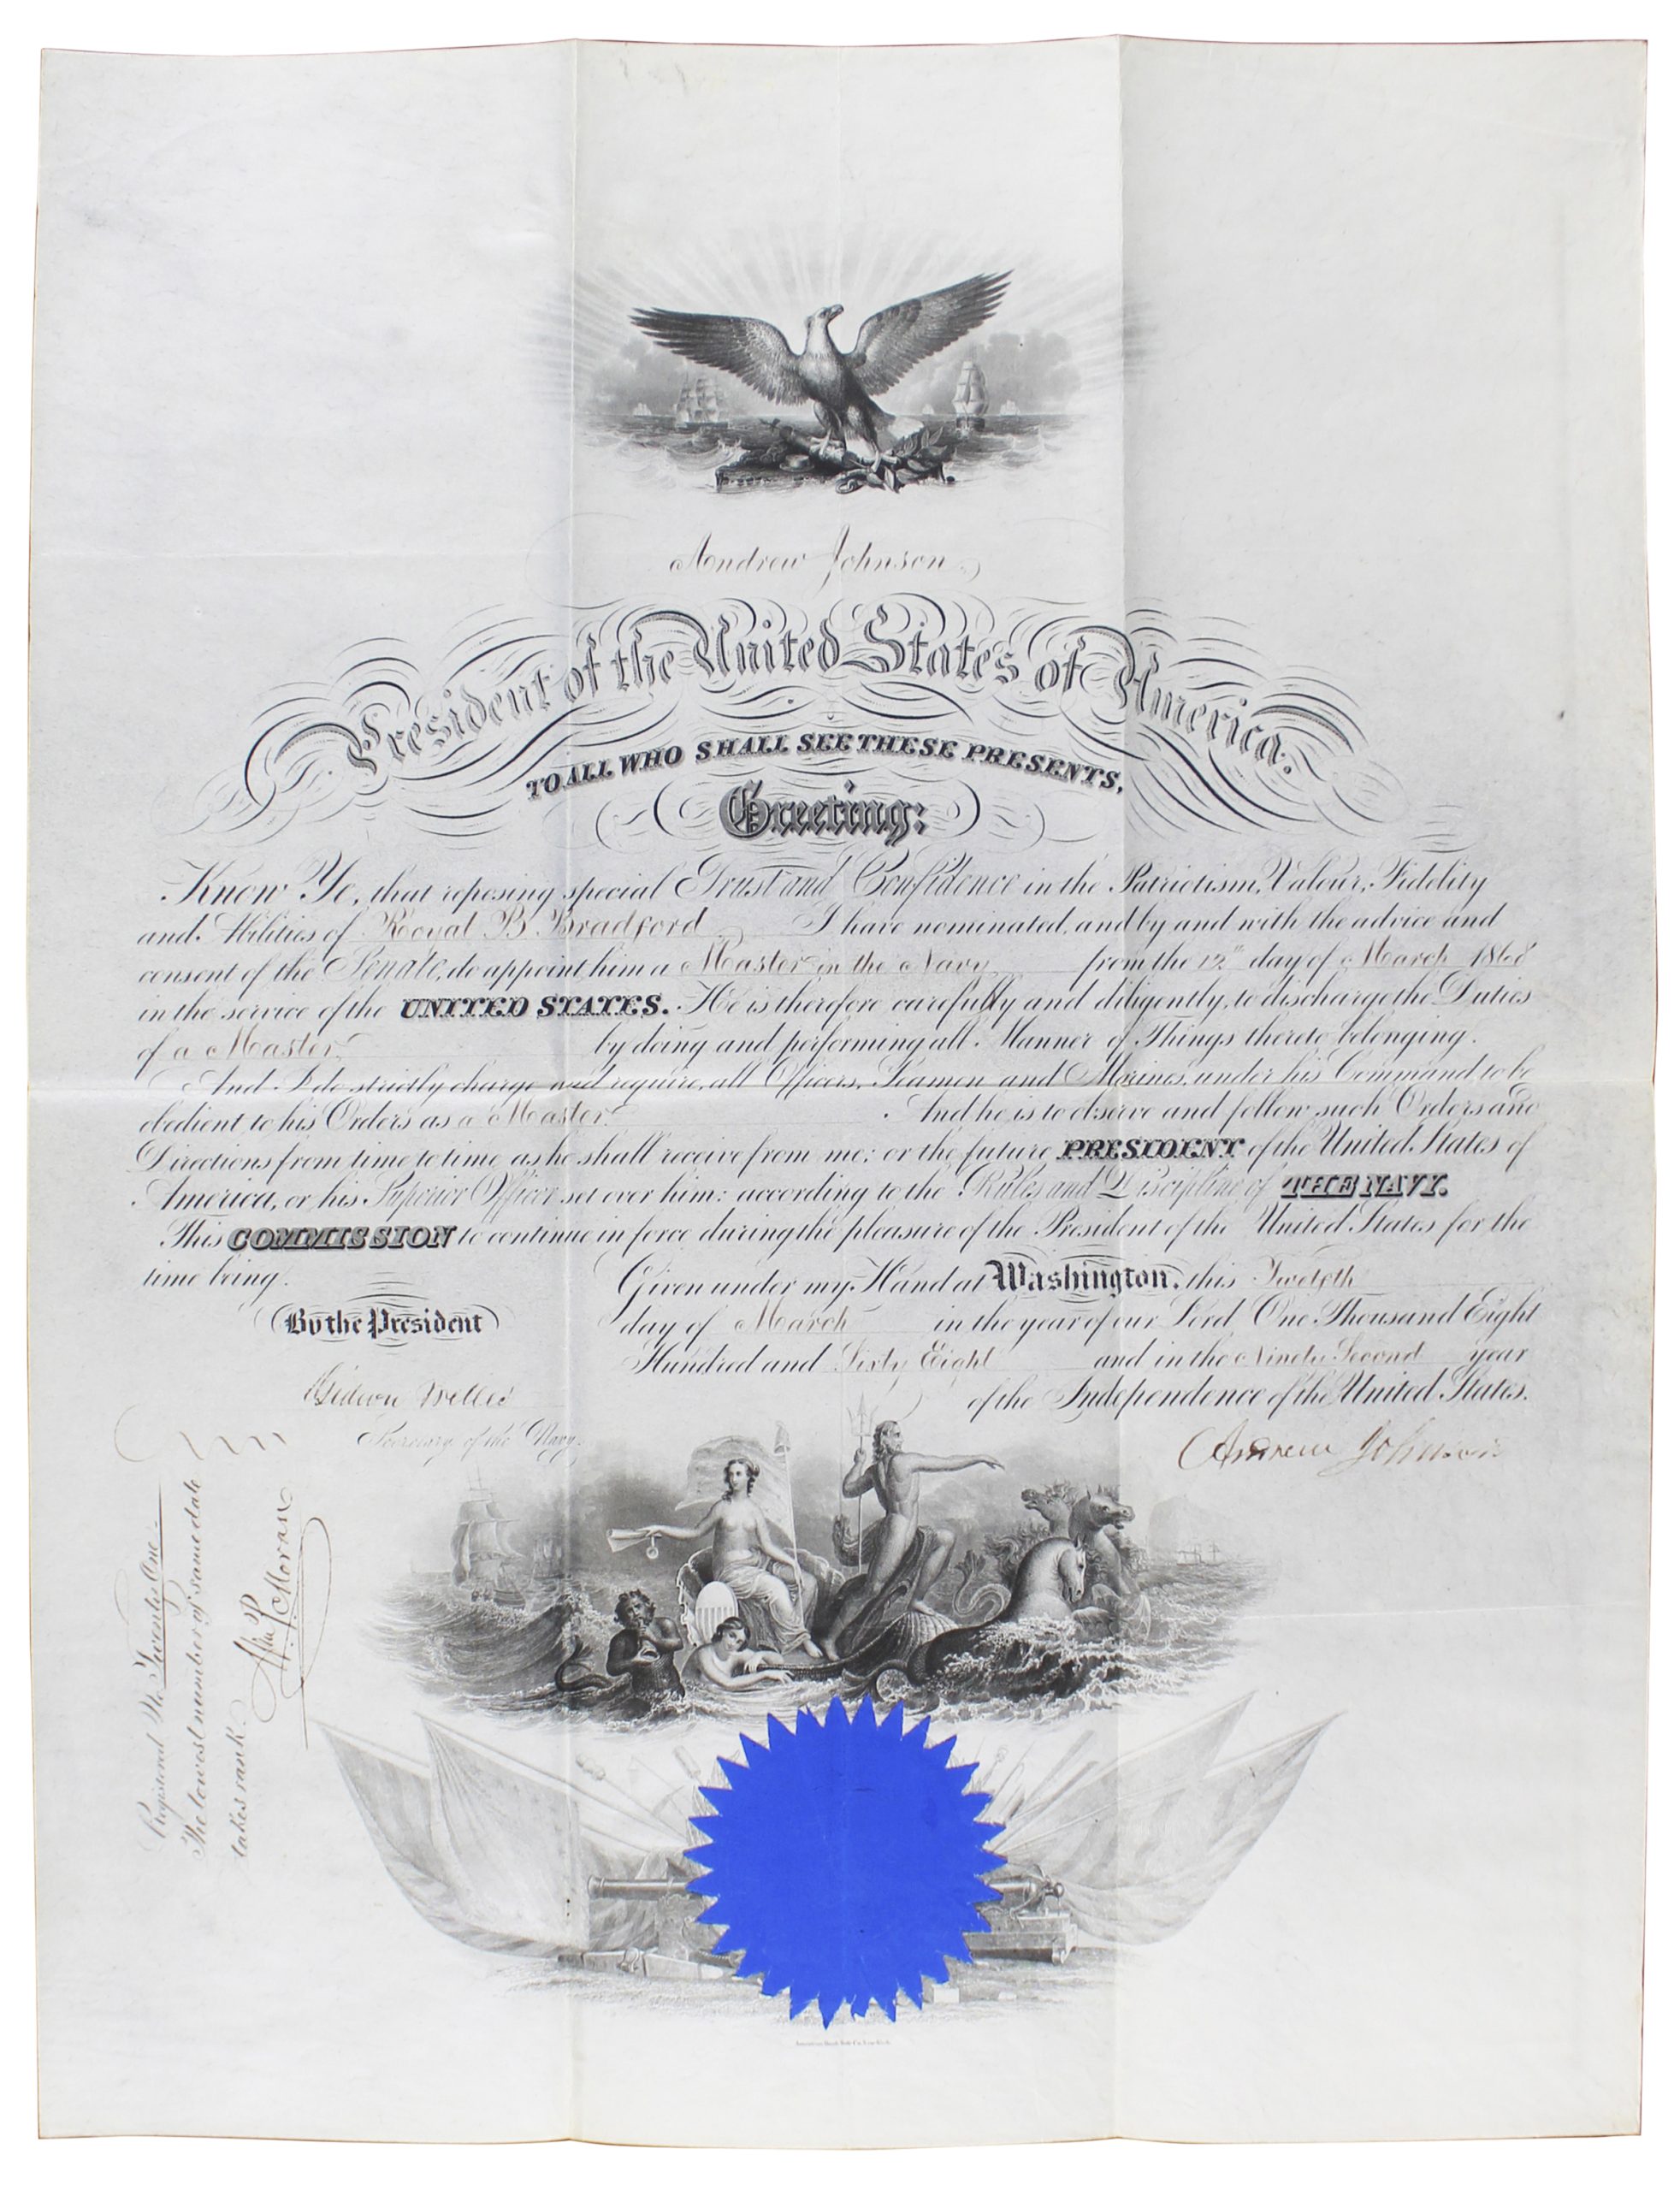 Andrew Johnson
President of the United States of America.
TO ALL WHO SHALL SEE THESE PRESENTS,
Greeting:
Know Ye, that reposing special Trust and Confidence in the Patriotism, Valour, Fidelity
and Abilities of Royal B Bradford I have nominated, and by and with the advice and
consent of the Senate, do appoint him a Master in the Navy from the 12th day of March 1868
in the service of the UNITED STATES. He is therefore carefully and diligently, to discharge the Duties
of a Master by doing and performing all Manner of Things thereto belonging.
And I do strictly charge and require, all Officers, Seamen and Marines, under his Command, to be
obedient to his Orders as a Master And he is to observe and follow such Orders and
Directions from time to time, as he shall receive from me; or the future PRESIDENT of the United States of
America, or his Superior Officer set over him: according to the Rules and Discipline of THE NAVY.
This COMMISSION to continue in force during the pleasure of the President of the United States for the
time being.
Given under my Hand at Washington, this Twelfth
By the President
day of March in the year of our Lord One Thousand Eight
Hundred and Sixty Eight and in the Ninety Second year
of the Independence of the United States.
Gideon Welles
Secretary of the Navy
Andrew Johnson
Registered No Twenty One
The lowest number of same date
takes rank.
Wm P Moran
American Bank Note Co. New York